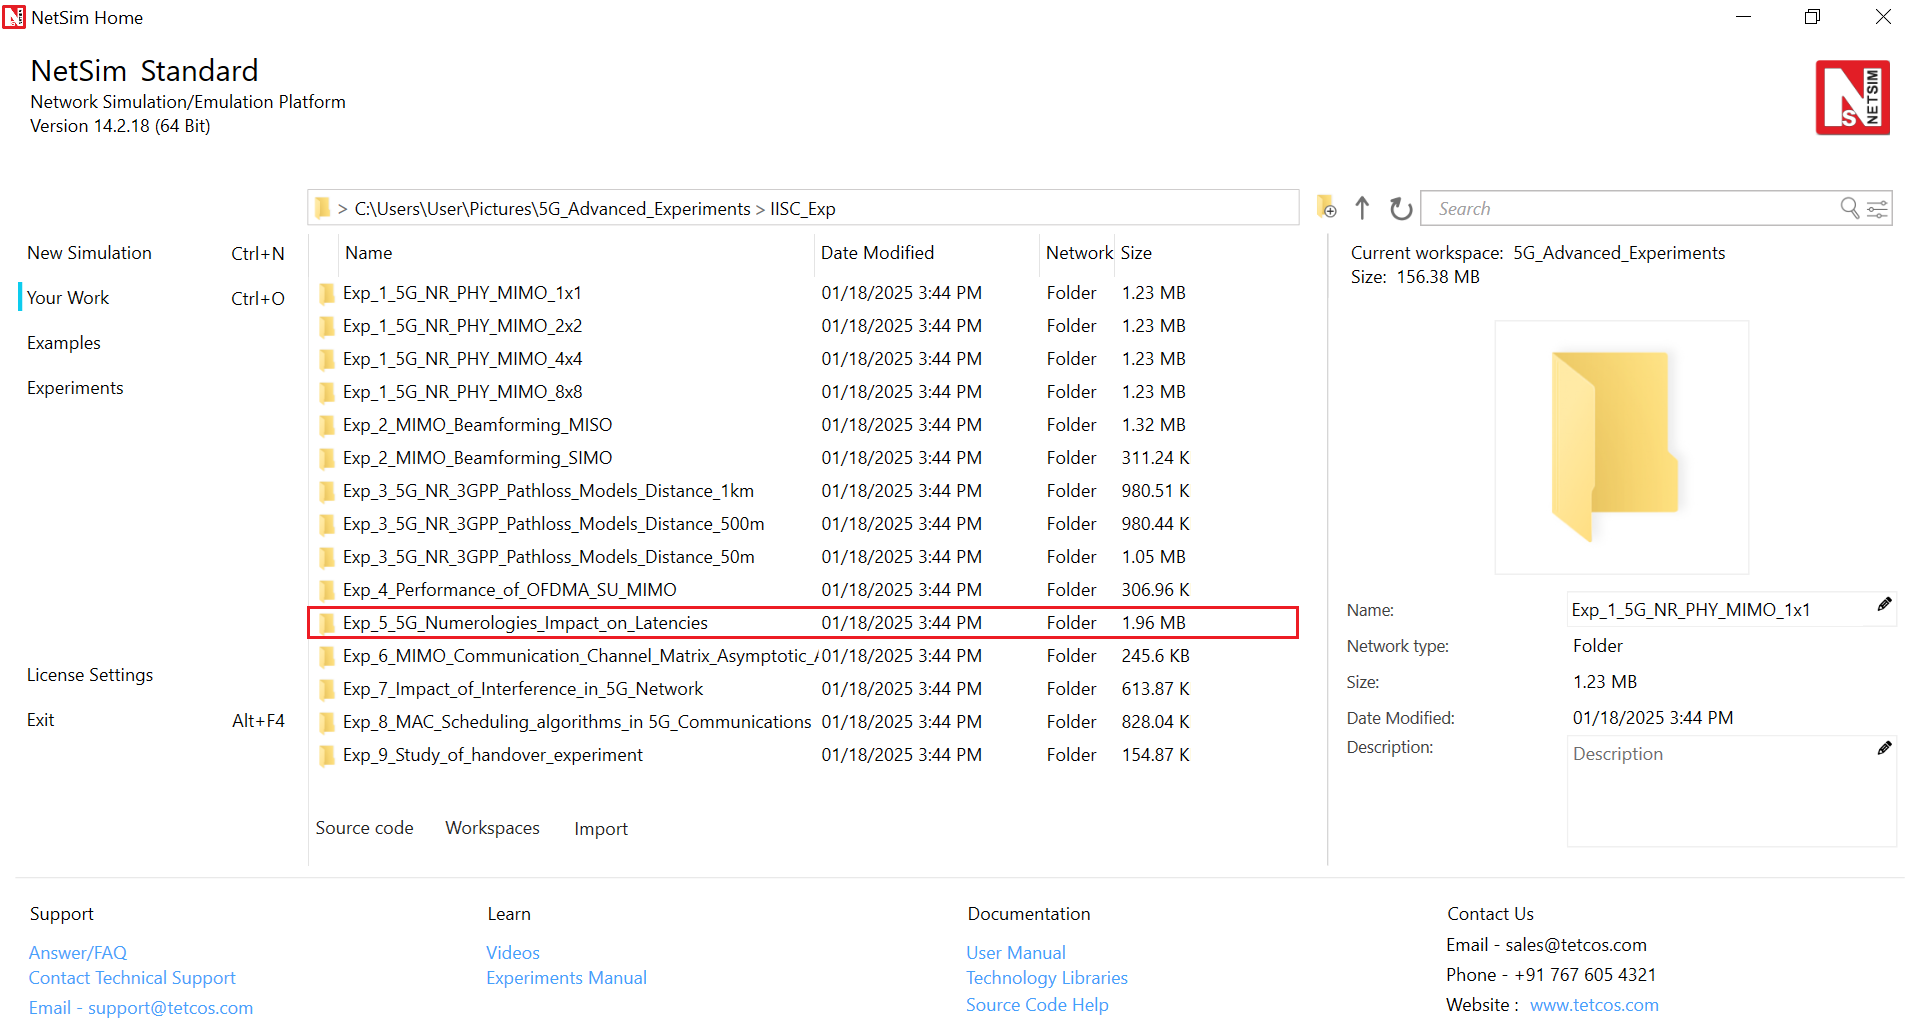 NetSim Home
NetSim Standard
Network Simulation/Emulation Platform
Version 14.2.18 (64 Bit)
NS NETSIM
> C:\Users\User\Pictures\5G_Advanced_Experiments > IISC_Exp
Search
New Simulation Ctrl+N
Your Work Ctrl+O
Examples
Experiments
License Settings
Exit Alt+F4
Name Date Modified Network Size
Exp_1_5G_NR_PHY_MIMO_1x1 01/18/2025 3:44 PM Folder 1.23 MB
Exp_1_5G_NR_PHY_MIMO_2x2 01/18/2025 3:44 PM Folder 1.23 MB
Exp_1_5G_NR_PHY_MIMO_4x4 01/18/2025 3:44 PM Folder 1.23 MB
Exp_1_5G_NR_PHY_MIMO_8x8 01/18/2025 3:44 PM Folder 1.23 MB
Exp_2_MIMO_Beamforming_MISO 01/18/2025 3:44 PM Folder 1.32 MB
Exp_2_MIMO_Beamforming_SIMO 01/18/2025 3:44 PM Folder 311.24 K
Exp_3_5G_NR_3GPP_Pathloss_Models_Distance_1km 01/18/2025 3:44 PM Folder 980.51 K
Exp_3_5G_NR_3GPP_Pathloss_Models_Distance_500m 01/18/2025 3:44 PM Folder 980.44 K
Exp_3_5G_NR_3GPP_Pathloss_Models_Distance_50m 01/18/2025 3:44 PM Folder 1.05 MB
Exp_4_Performance_of_OFDMA_SU_MIMO 01/18/2025 3:44 PM Folder 306.96 K
Exp_5_5G_Numerologies_Impact_on_Latencies 01/18/2025 3:44 PM Folder 1.96 MB
Exp_6_MIMO_Communication_Channel_Matrix_Asymptotic_A 01/18/2025 3:44 PM Folder 245.6 KB
Exp_7_Impact_of_Interference_in_5G_Network 01/18/2025 3:44 PM Folder 613.87 K
Exp_8_MAC_Scheduling_algorithms_in 5G_Communications 01/18/2025 3:44 PM Folder 828.04 K
Exp_9_Study_of_handover_experiment 01/18/2025 3:44 PM Folder 154.87 K
Source code Workspaces Import
Current workspace: 5G_Advanced_Experiments
Size: 156.38 MB
Name: Exp_1_5G_NR_PHY_MIMO_1x1
Network type: Folder
Size: 1.23 MB
Date Modified: 01/18/2025 3:44 PM
Description: Description
Support
Answer/FAQ
Contact Technical Support
Email - support@tetcos.com
Learn
Videos
Experiments Manual
Documentation
User Manual
Technology Libraries
Source Code Help
Contact Us
Email - sales@tetcos.com
Phone - +91 767 605 4321
Website : www.tetcos.com